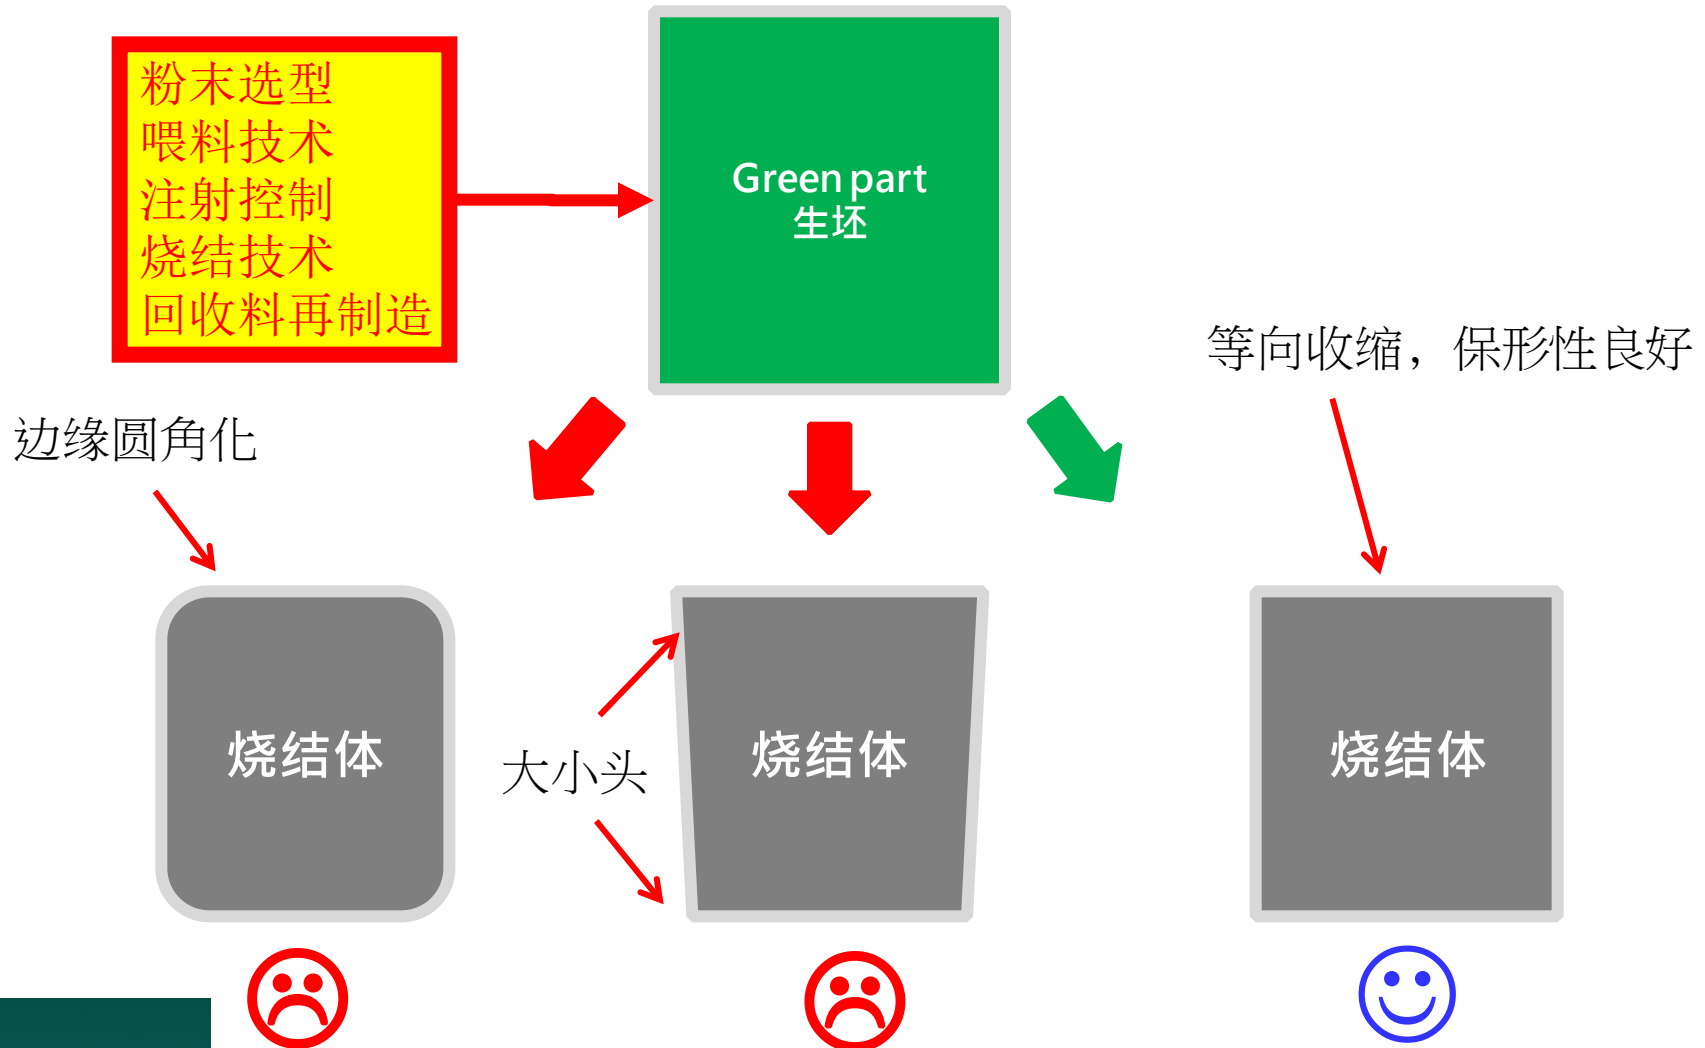 粉末选型
喂料技术
注射控制
烧结技术
回收料再制造
Green part
生坯
等向收缩，保形性良好
边缘圆角化
烧结体
大小头
烧结体
烧结体